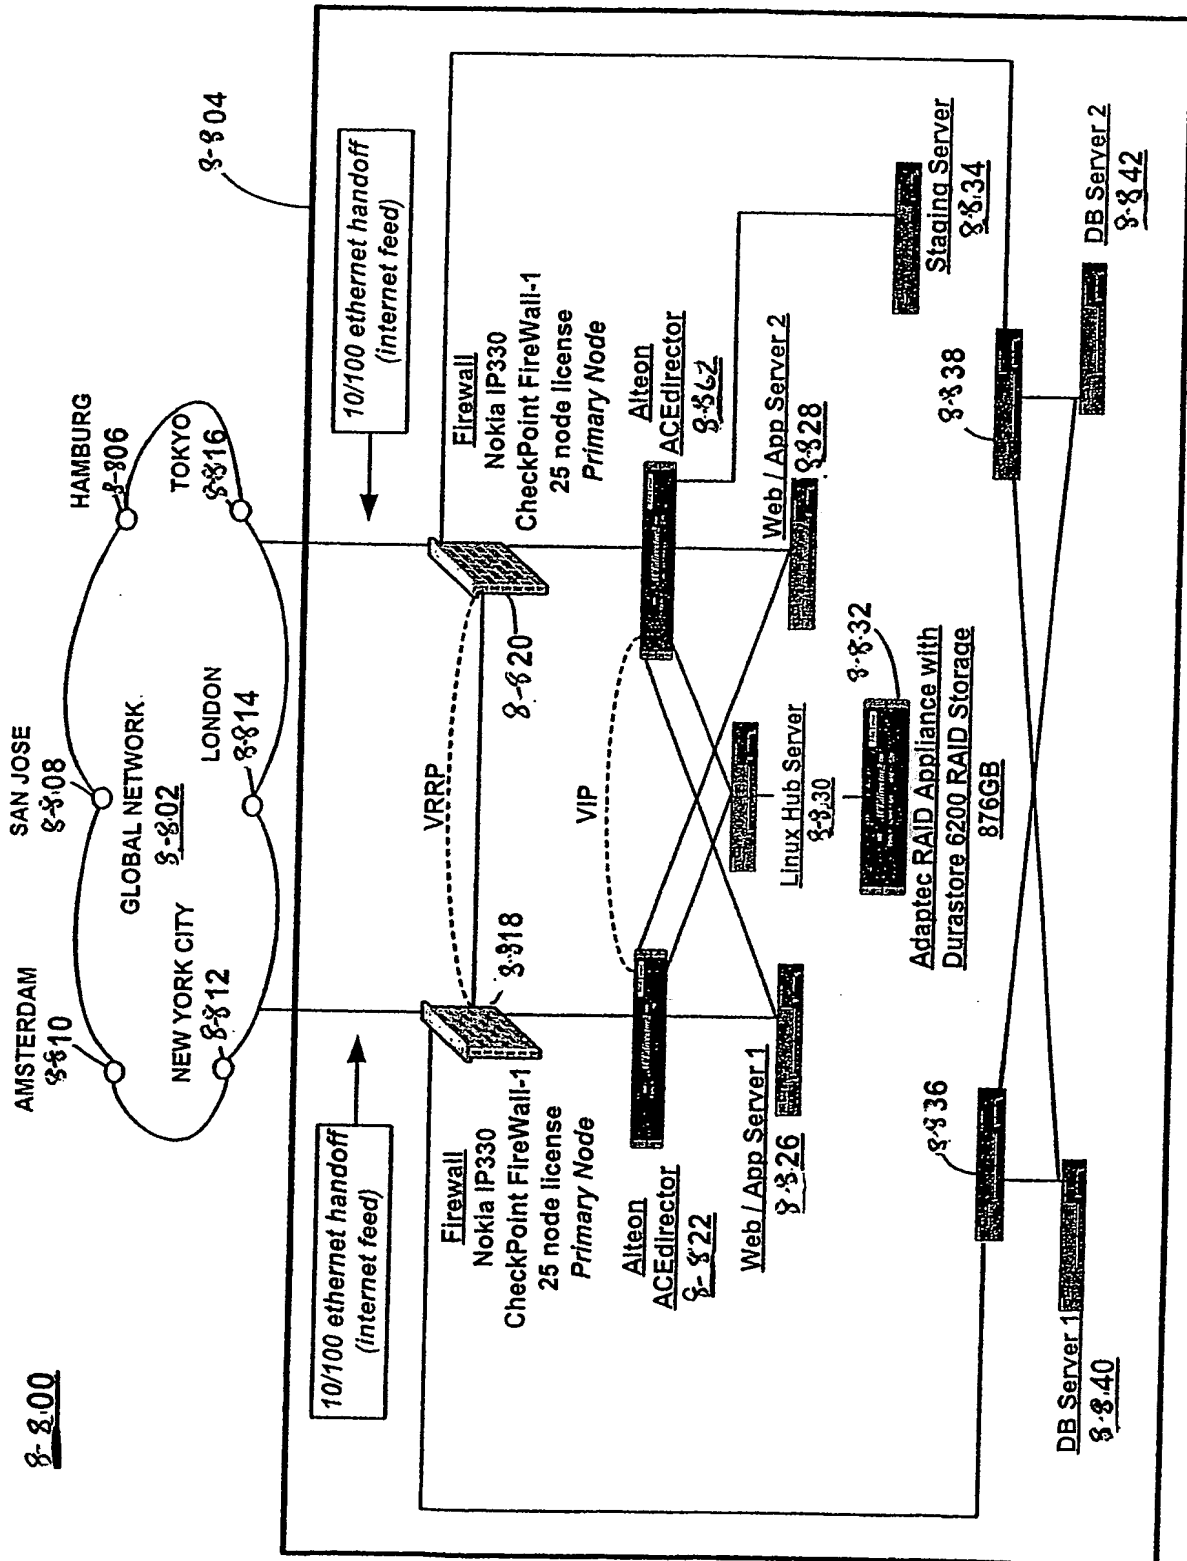 8-800
AMSTERDAM
8-810
SAN JOSE
8-808
HAMBURG
8-806
GLOBAL NETWORK
8-802
NEW YORK CITY
8-812
LONDON
8-814
TOKYO
8-816
8-804
10/100 ethernet handoff
(internet feed)
10/100 ethernet handoff
(internet feed)
Firewall
Nokia IP330
CheckPoint FireWall-1
25 node license
Primary Node
8-818
VRRP
8-820
Firewall
Nokia IP330
CheckPoint FireWall-1
25 node license
Primary Node
Alteon
ACEdirector
8-822
VIP
Alteon
ACEdirector
8-862
Web / App Server 1
8-826
Linux Hub Server
8-830
Web / App Server 2
8-828
8-832
Adaptec RAID Appliance with
Durastore 6200 RAID Storage
876GB
Staging Server
8-834
8-836
8-838
DB Server 1
8-840
DB Server 2
8-842